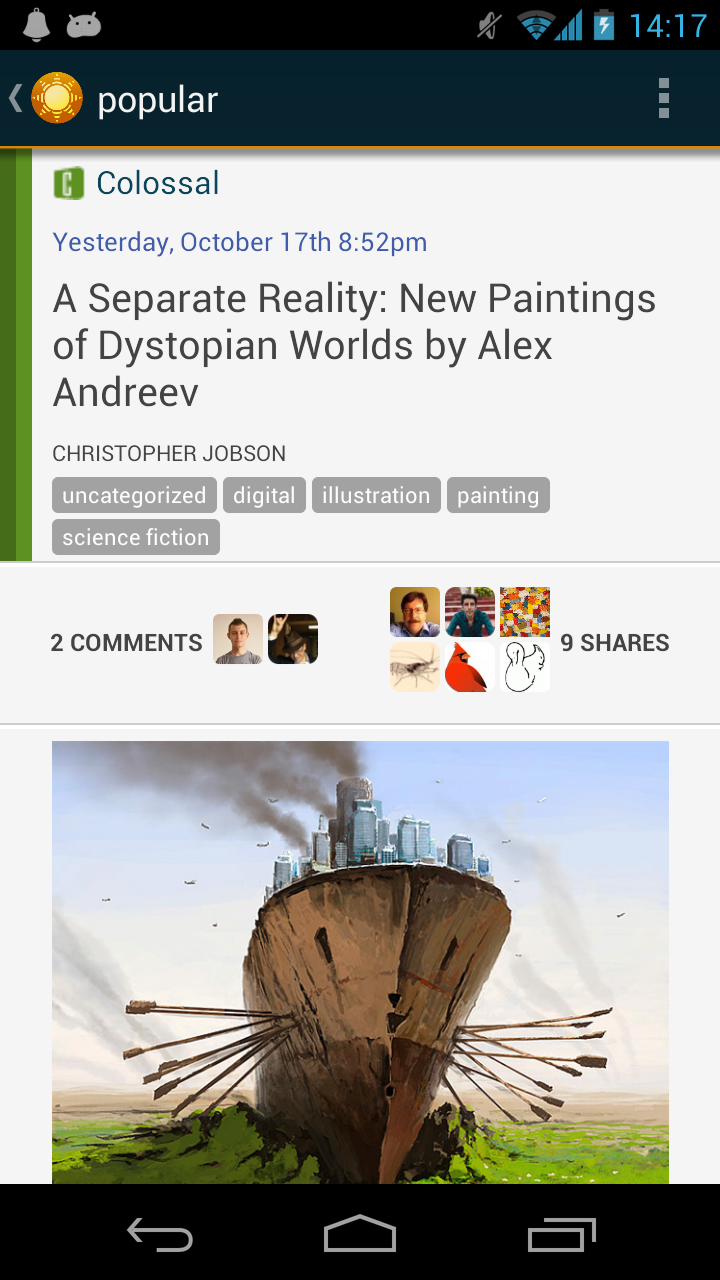 14:17
popular
Colossal
Yesterday, October 17th 8:52pm
A Separate Reality: New Paintings
of Dystopian Worlds by Alex
Andreev
CHRISTOPHER JOBSON
uncategorized digital illustration painting
science fiction
2 COMMENTS 9 SHARES